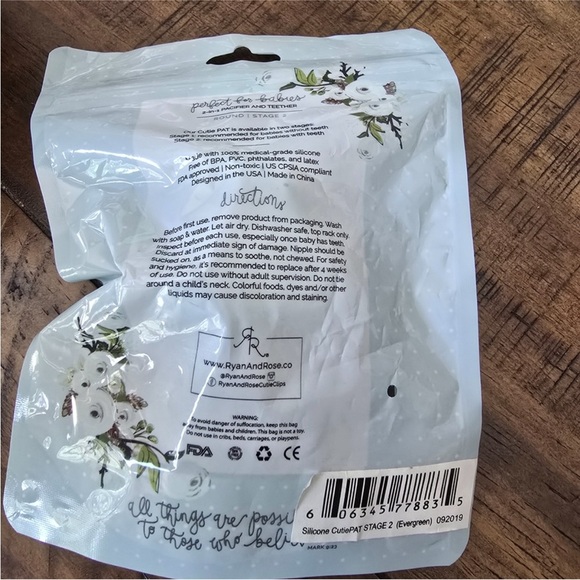 perfect for babies
2-in-1 PACIFIER AND TEETHER
ROUND | STAGE 2
Our Cutie PAT is available in two stages:
Stage 1: recommended for babies without teeth
Stage 2: recommended for babies with teeth
with 100% medical-grade silicone
Free of BPA, PVC, phthalates, and latex
FDA approved | Non-toxic | US CPSIA compliant
Designed in the USA | Made in China
directions
Before first use, remove product from packaging. Wash
with soap & water. Let air dry. Dishwasher safe, top rack only.
Inspect before each use, especially once baby has teeth.
Discard at immediate sign of damage. Nipple should be
sucked on, as a means to soothe, not chewed. For safety
and hygiene, it's recommended to replace after 4 weeks
of use. Do not use without adult supervision. Do not tie
around a child's neck. Colorful foods, dyes and/or other
liquids may cause discoloration and staining.
R R
www.RyanAndRose.co
@RyanAndRose
RyanAndRoseCutieClips
WARNING:
To avoid danger of suffocation, keep this bag
away from babies and children. This bag is not a toy.
Do not use in cribs, beds, carriages, or playpens.
FDA CE
all things are possi
to those who belie
MARK 9:23
6 06345 77883 5
Silicone CutiePAT STAGE 2 (Evergreen) 092019